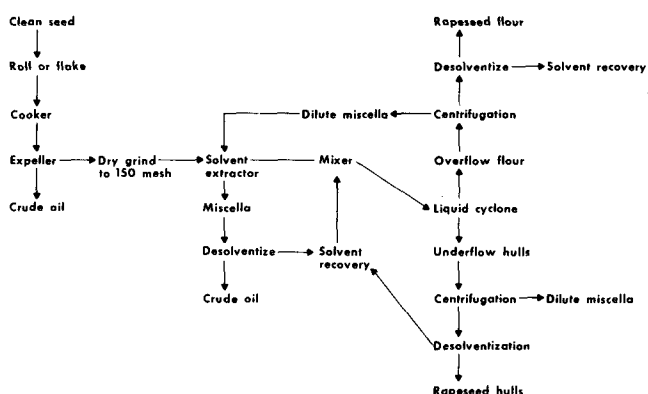 Clean seed
Rapeseed flour
Roll or flake
Desolventize
Solvent recovery
Cooker
Dilute miscella
Centrifugation
Expeller
Dry grind
to 150 mesh
Solvent
extractor
Mixer
Overflow flour
Crude oil
Miscella
Liquid cyclone
Desolventize
Solvent
recovery
Underflow hulls
Crude oil
Centrifugation
Dilute miscella
Desolventization
Rapeseed hulls